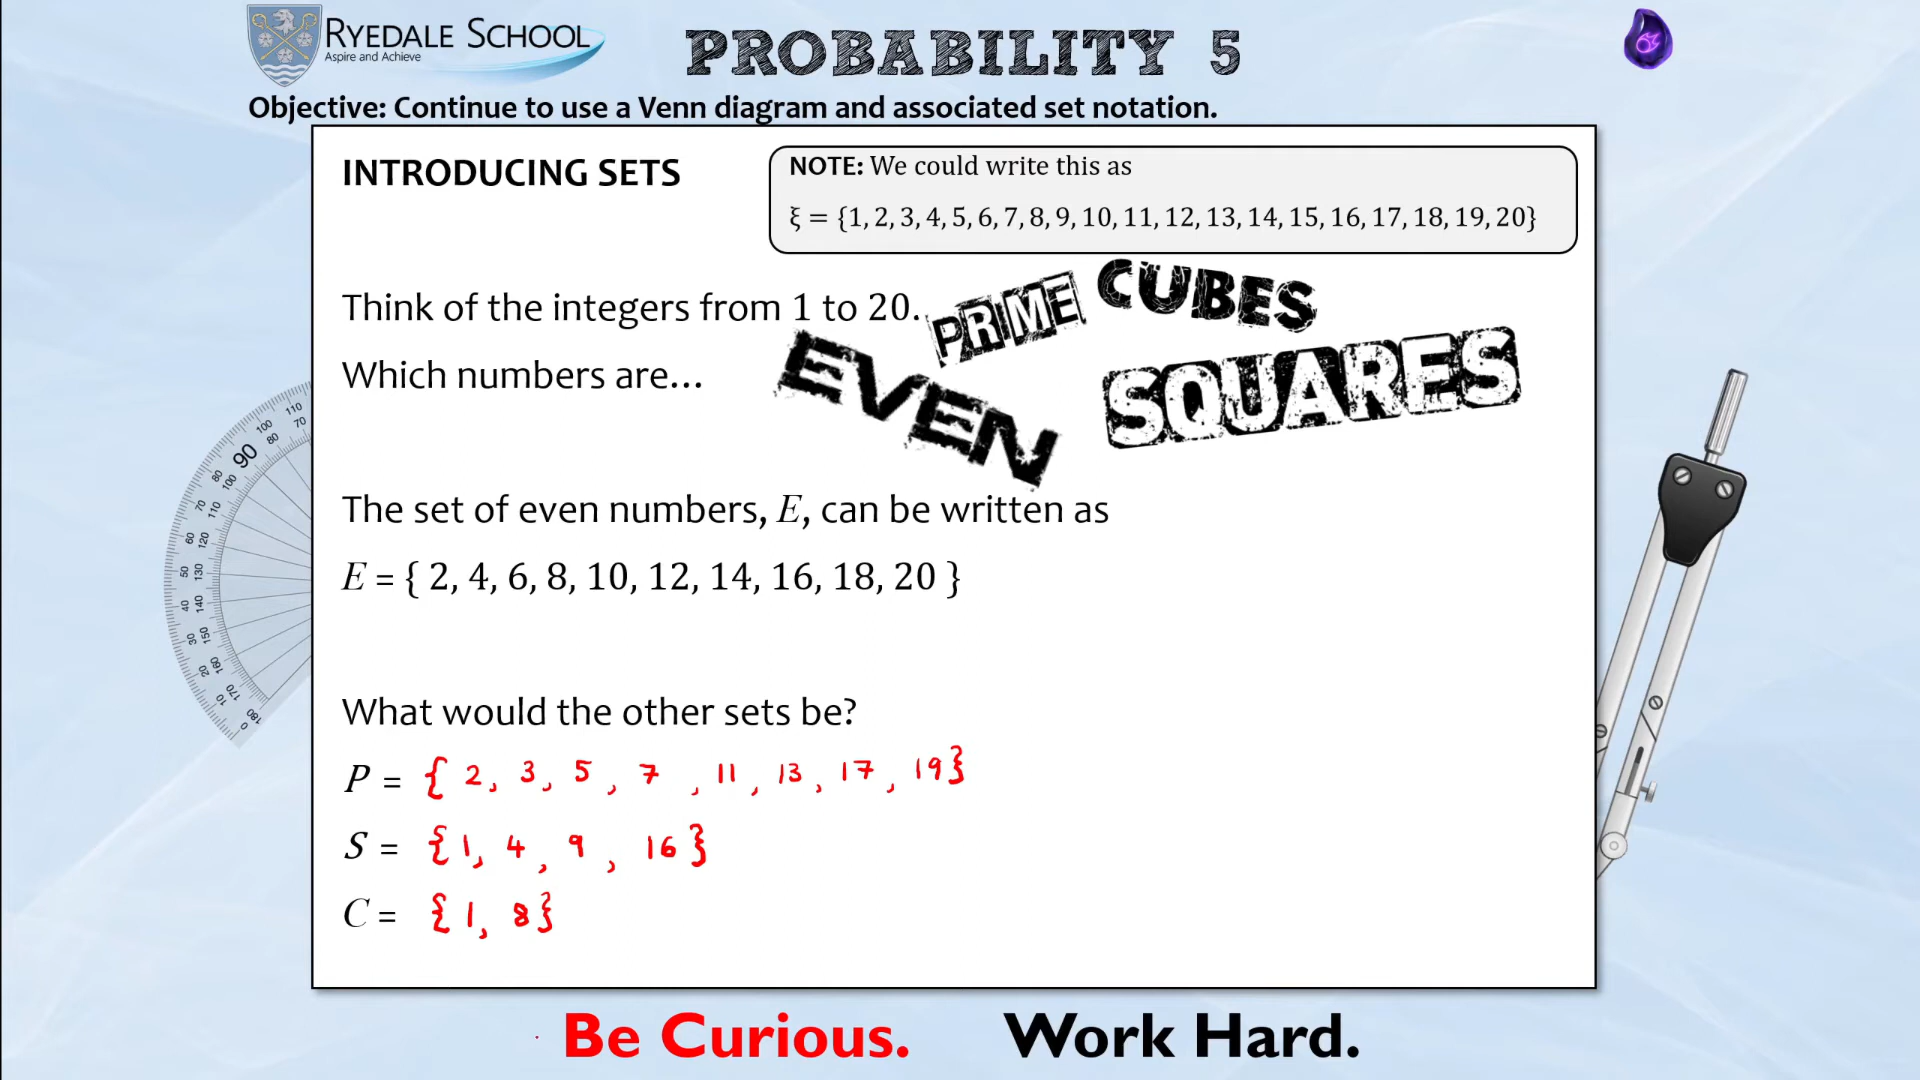 RYEDALE SCHOOL
Aspire and Achieve
PROBABILITY 5
Objective: Continue to use a Venn diagram and associated set notation.
INTRODUCING SETS
NOTE: We could write this as
ξ = {1, 2, 3, 4, 5, 6, 7, 8, 9, 10, 11, 12, 13, 14, 15, 16, 17, 18, 19, 20}
Think of the integers from 1 to 20.
PRIME
CUBES
Which numbers are…
EVEN
SQUARES
The set of even numbers, E, can be written as
E = { 2, 4, 6, 8, 10, 12, 14, 16, 18, 20 }
What would the other sets be?
P = { 2, 3, 5, 7, , 11, 13, 17, 19}
S = {1, 4, 9, 16}
C = {1, 8}
Be Curious. Work Hard.